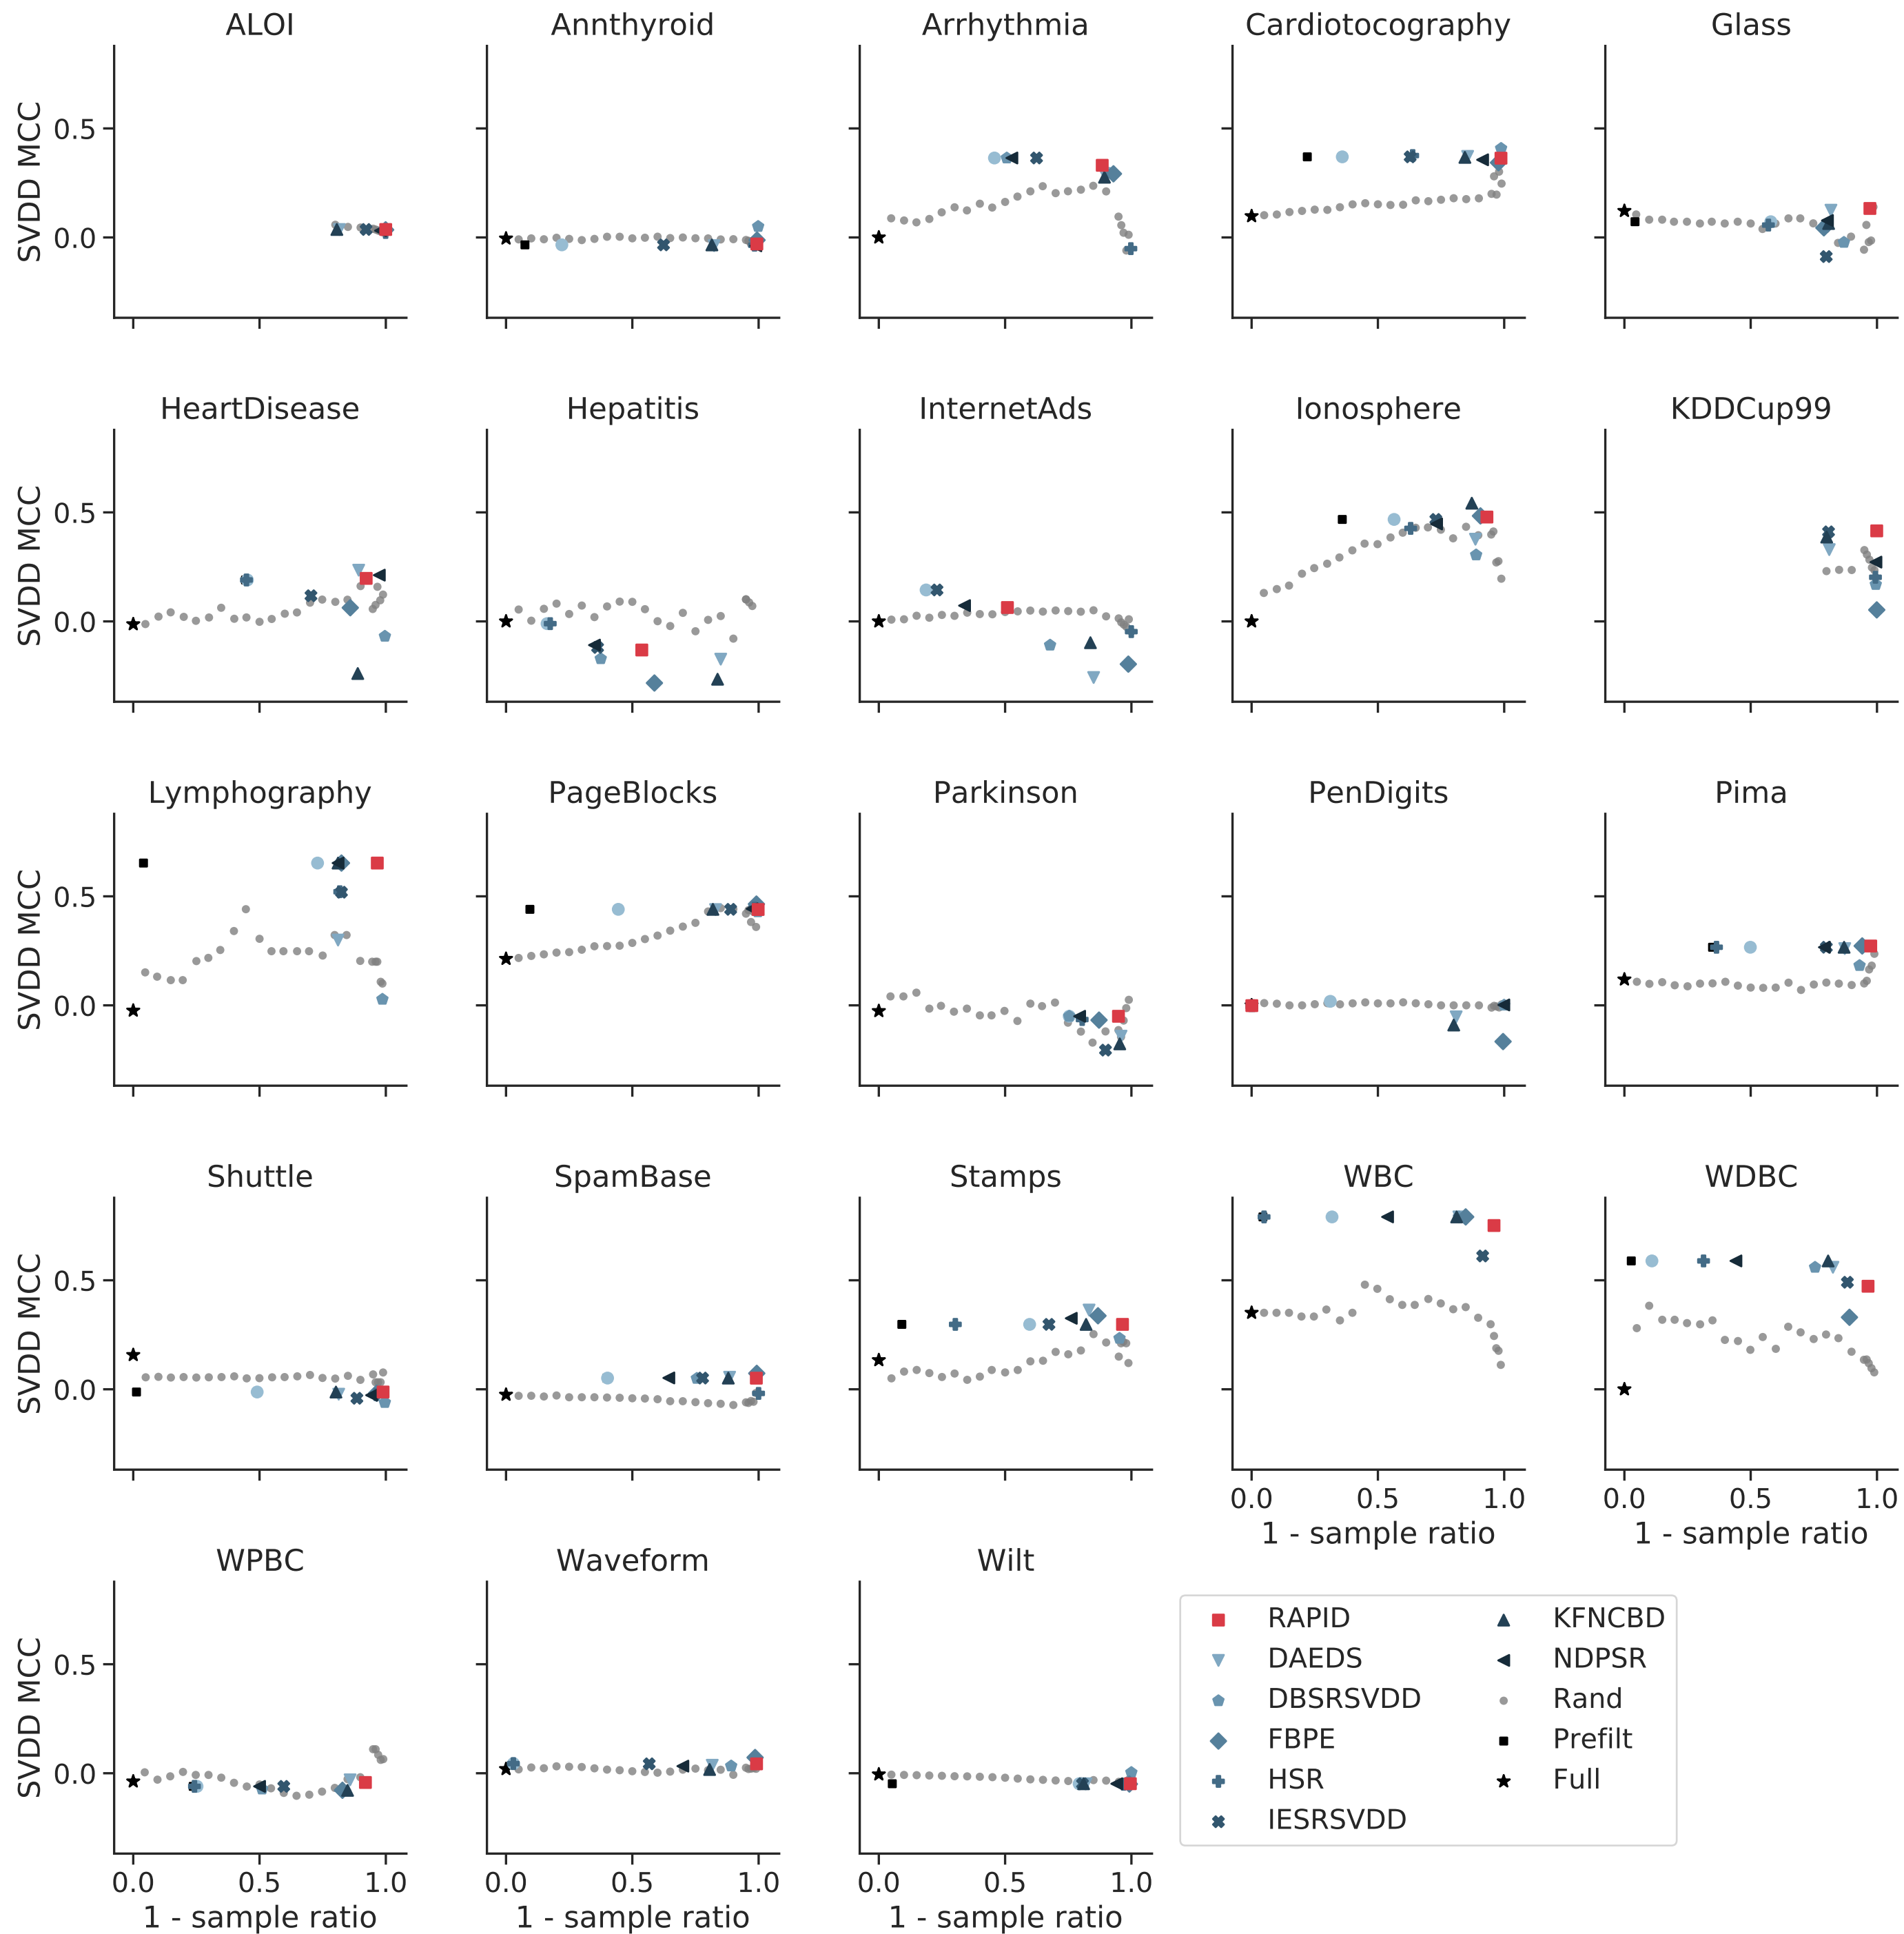 ALOI Annthyroid Arrhythmia Cardiotocography Glass
SVDD MCC
0.5
0.0
HeartDisease Hepatitis InternetAds Ionosphere KDDCup99
SVDD MCC
0.5
0.0
Lymphography PageBlocks Parkinson PenDigits Pima
SVDD MCC
0.5
0.0
Shuttle SpamBase Stamps WBC WDBC
SVDD MCC
0.5
0.0
0.0 0.5 1.0 0.0 0.5 1.0
1 - sample ratio 1 - sample ratio
WPBC Waveform Wilt
SVDD MCC
0.5
0.0
0.0 0.5 1.0 0.0 0.5 1.0 0.0 0.5 1.0
1 - sample ratio 1 - sample ratio 1 - sample ratio
RAPID
DAEDS
DBSRSVDD
FBPE
HSR
IESRSVDD
KFNCBD
NDPSR
Rand
Prefilt
Full